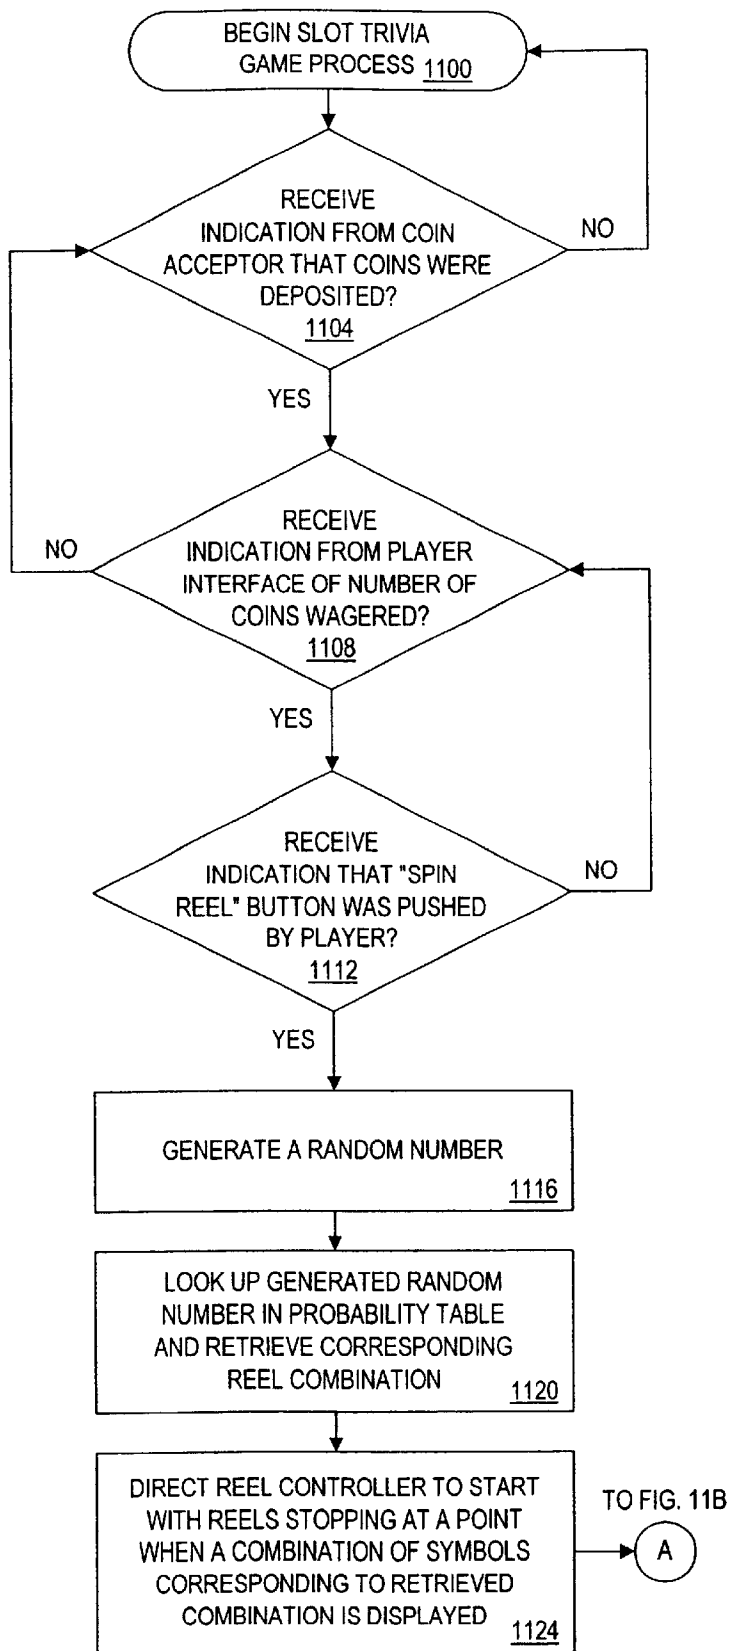 BEGIN SLOT TRIVIA
GAME PROCESS 1100
RECEIVE
INDICATION FROM COIN
ACCEPTOR THAT COINS WERE
DEPOSITED?
1104
NO
YES
RECEIVE
INDICATION FROM PLAYER
INTERFACE OF NUMBER OF
COINS WAGERED?
1108
NO
YES
RECEIVE
INDICATION THAT "SPIN
REEL" BUTTON WAS PUSHED
BY PLAYER?
1112
NO
YES
GENERATE A RANDOM NUMBER
1116
LOOK UP GENERATED RANDOM
NUMBER IN PROBABILITY TABLE
AND RETRIEVE CORRESPONDING
REEL COMBINATION
1120
DIRECT REEL CONTROLLER TO START
WITH REELS STOPPING AT A POINT
WHEN A COMBINATION OF SYMBOLS
CORRESPONDING TO RETRIEVED
COMBINATION IS DISPLAYED
1124
TO FIG. 11B
A